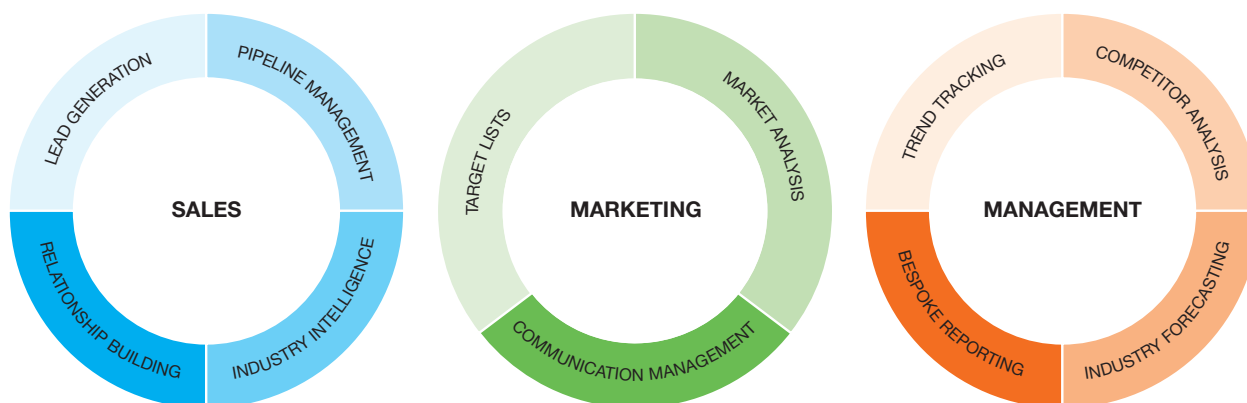 LEAD GENERATION
PIPELINE MANAGEMENT
SALES
RELATIONSHIP BUILDING
INDUSTRY INTELLIGENCE
TARGET LISTS
MARKET ANALYSIS
MARKETING
COMMUNICATION MANAGEMENT
TREND TRACKING
COMPETITOR ANALYSIS
MANAGEMENT
BESPOKE REPORTING
INDUSTRY FORECASTING